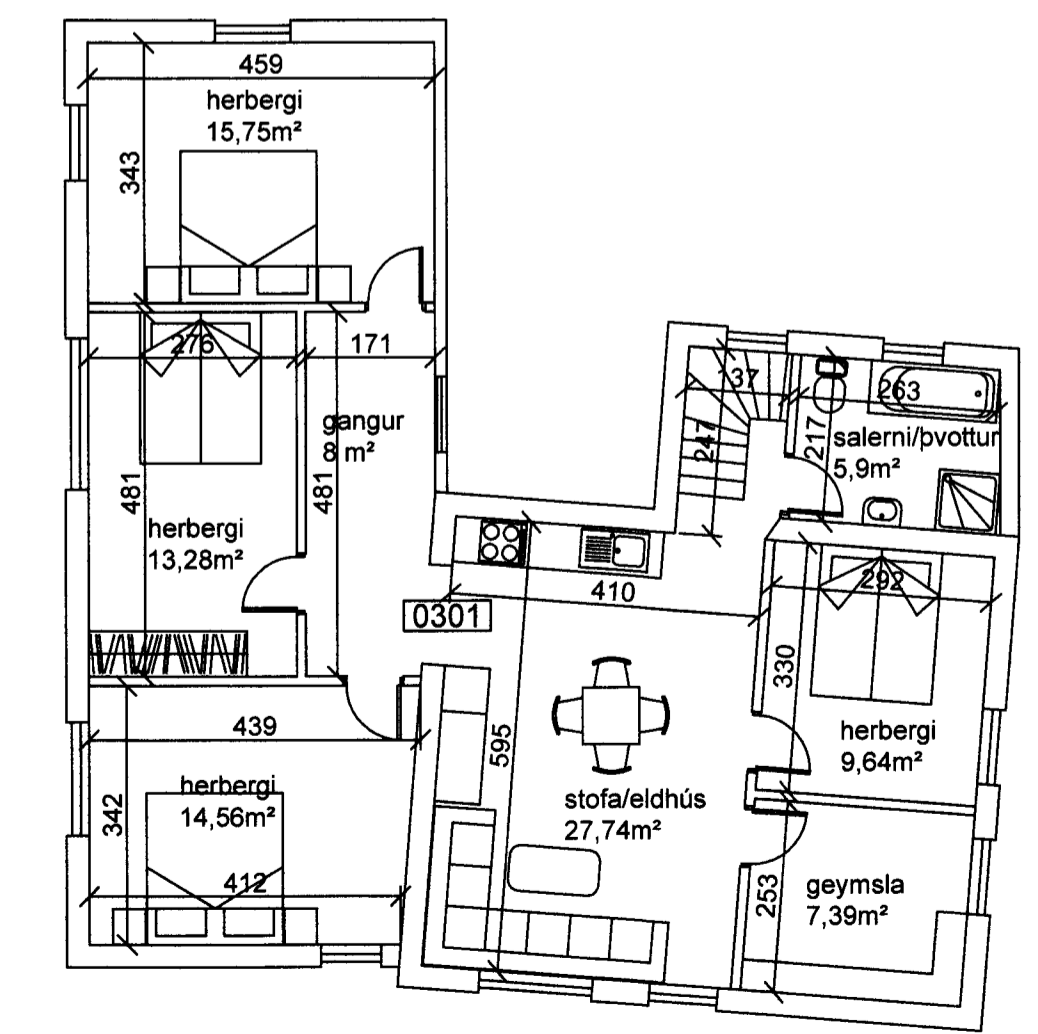 459
herbergi
15,75m²
343
276
171
gangur
8 m²
481
481
herbergi
13,28m²
137
247
263
217
salerni/þvottur
5,9m²
410
0301
292
330
herbergi
9,64m²
439
595
herbergi
14,56m²
342
412
stofa/eldhús
27,74m²
253
geymsla
7,39m²